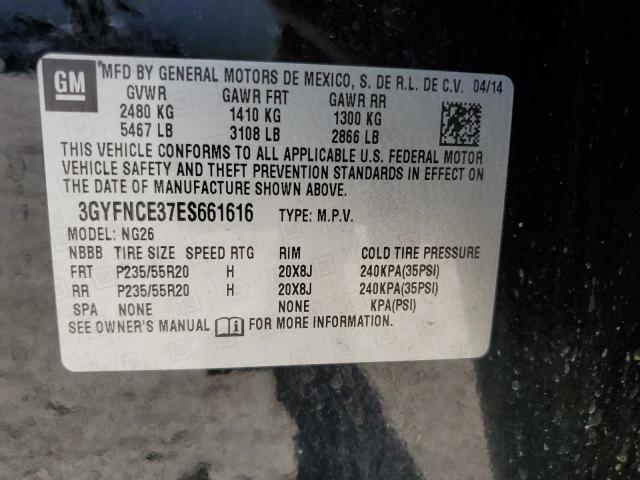 GM MFD BY GENERAL MOTORS DE MEXICO, S. DE R.L. DE C.V. 04/14
GVWR GAWR FRT GAWR RR
2480 KG 1410 KG 1300 KG
5467 LB 3108 LB 2866 LB
THIS VEHICLE CONFORMS TO ALL APPLICABLE U.S. FEDERAL MOTOR
VEHICLE SAFETY AND THEFT PREVENTION STANDARDS IN EFFECT ON
THE DATE OF MANUFACTURE SHOWN ABOVE.
3GYFNCE37ES661616 TYPE: M.P.V.
MODEL: NG26
NBBB TIRE SIZE SPEED RTG RIM COLD TIRE PRESSURE
FRT P235/55R20 H 20X8J 240KPA(35PSI)
RR P235/55R20 H 20X8J 240KPA(35PSI)
SPA NONE NONE KPA(PSI)
SEE OWNER'S MANUAL FOR MORE INFORMATION.